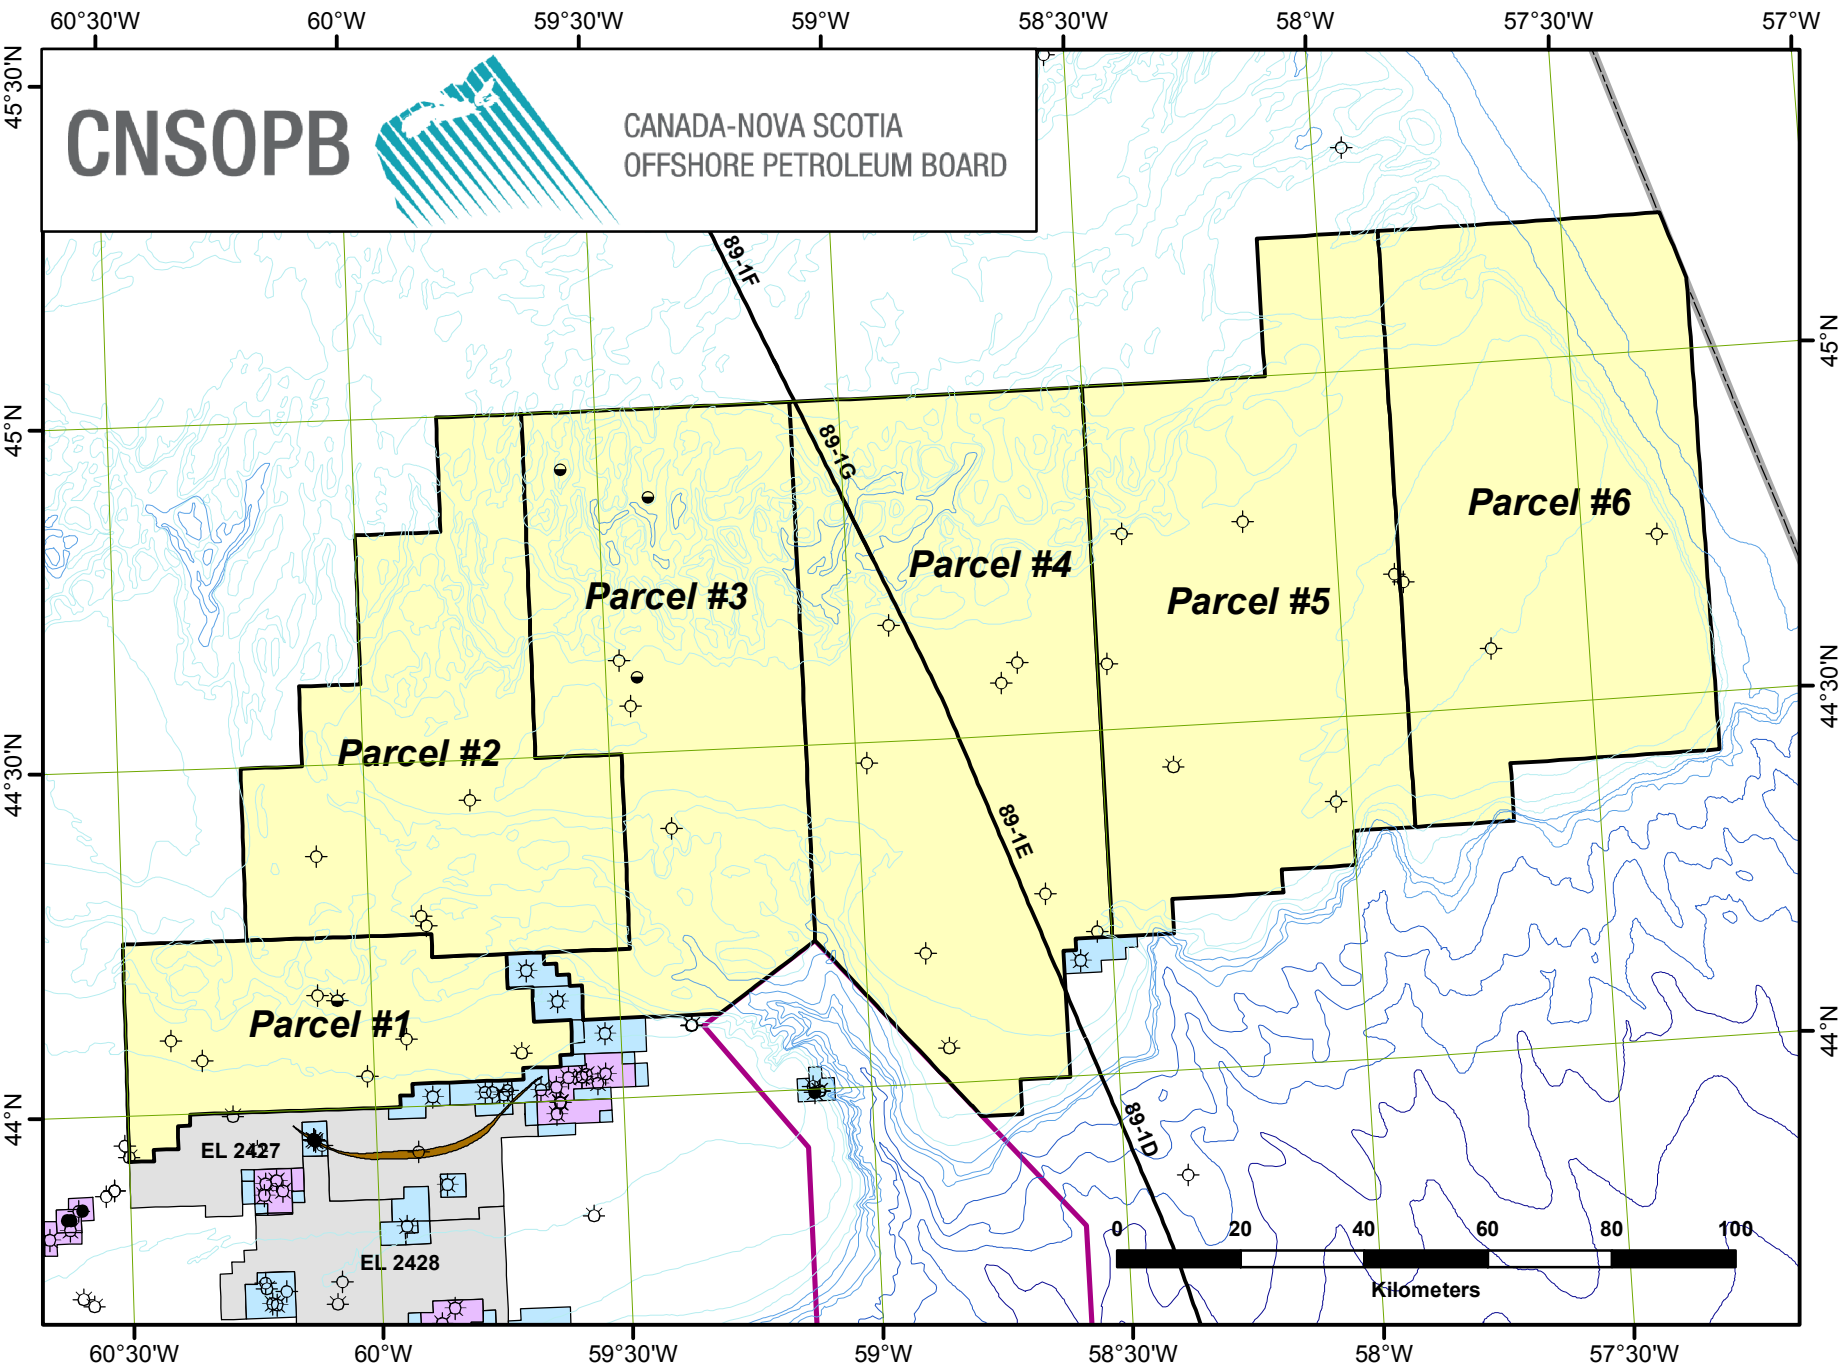 60°30'W 60°W 59°30'W 59°W 58°30'W 58°W 57°30'W 57°W
45°30'N
CNSOPB
CANADA-NOVA SCOTIA
OFFSHORE PETROLEUM BOARD
89-1F
45°N
45°N
89-1G
Parcel #6
Parcel #4
Parcel #3
Parcel #5
44°30'N
Parcel #2
44°30'N
89-1E
Parcel #1
44°N
44°N
89-1D
EL 2427
0 20 40 60 80 100
EL 2428
Kilometers
60°30'W 60°W 59°30'W 59°W 58°30'W 58°W 57°30'W